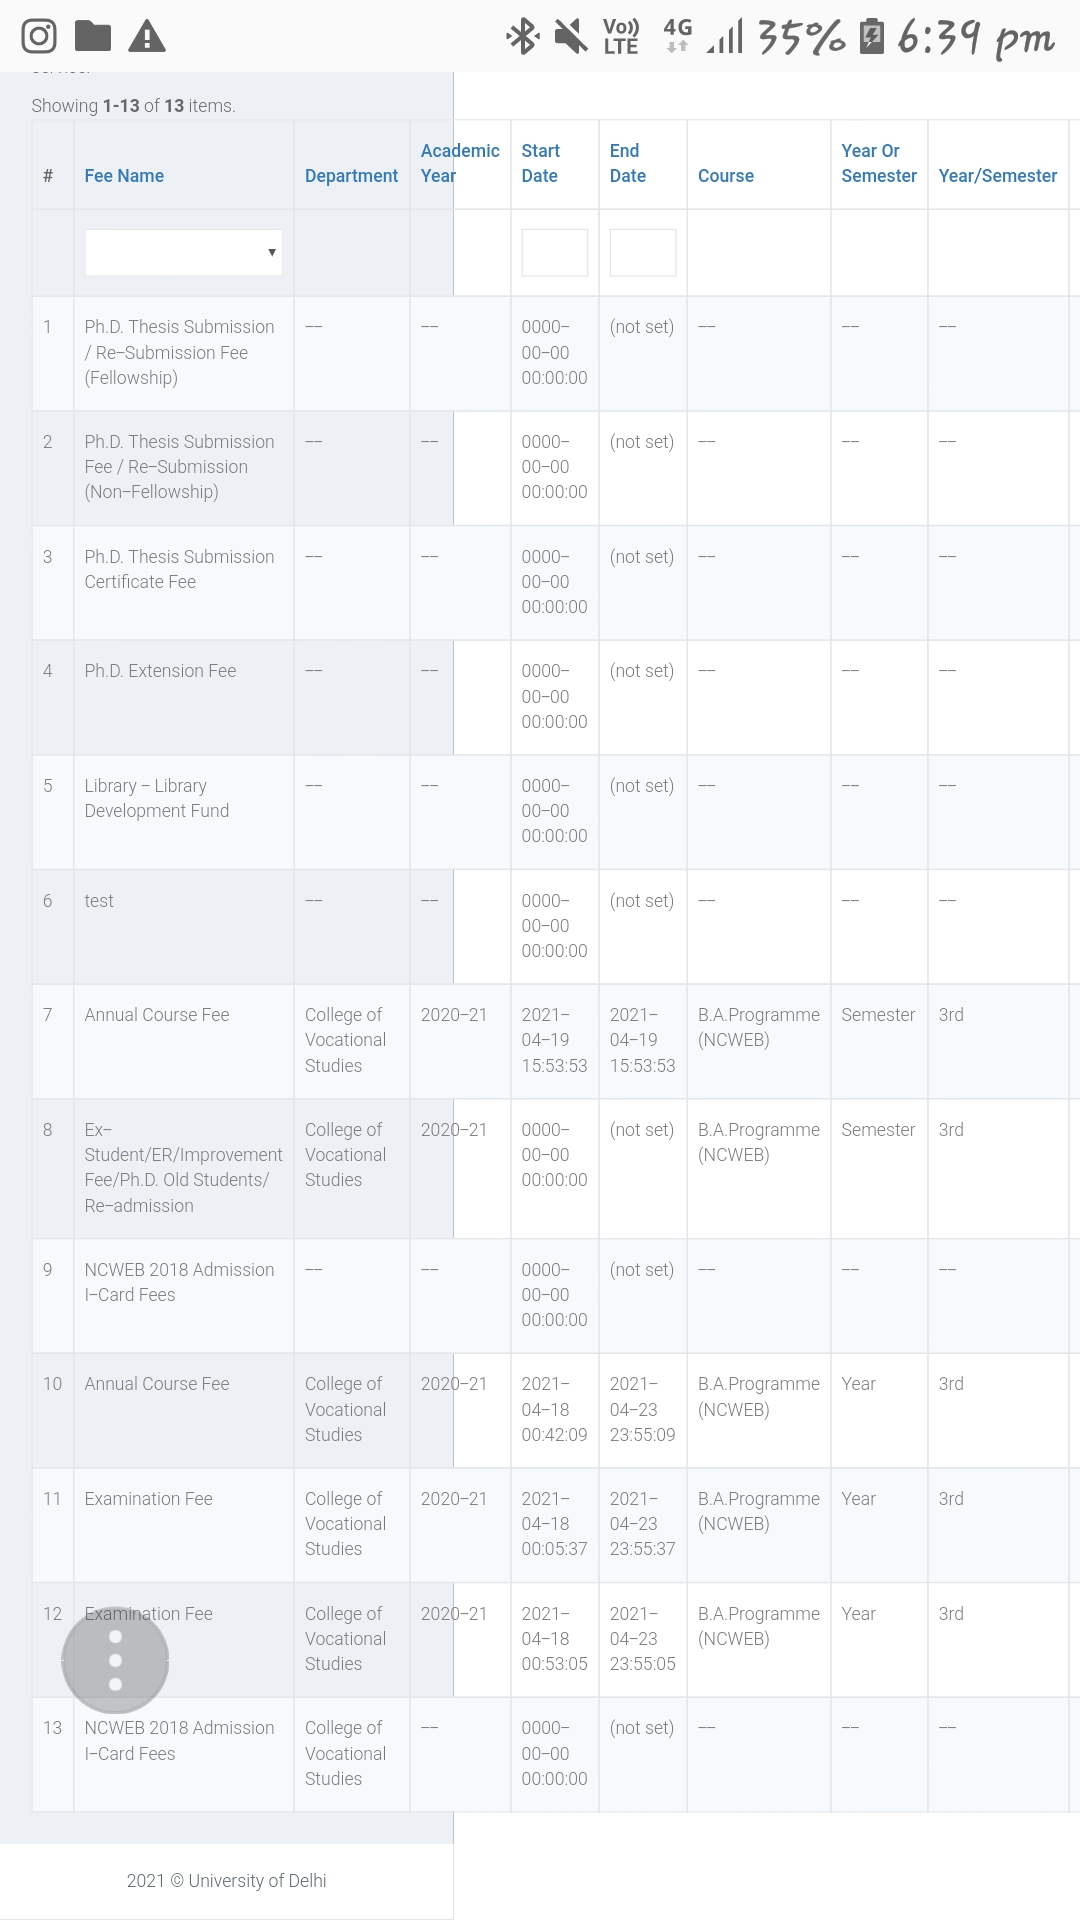 Vo)) LTE 4G 35% 6:39 pm
Showing 1-13 of 13 items.
# Fee Name Department Academic Year Start Date End Date Course Year Or Semester Year/Semester
1 Ph.D. Thesis Submission -- -- 0000- (not set) -- -- --
/ Re-Submission Fee 00-00
(Fellowship) 00:00:00
2 Ph.D. Thesis Submission -- -- 0000- (not set) -- -- --
Fee / Re-Submission 00-00
(Non-Fellowship) 00:00:00
3 Ph.D. Thesis Submission -- -- 0000- (not set) -- -- --
Certificate Fee 00-00
00:00:00
4 Ph.D. Extension Fee -- -- 0000- (not set) -- -- --
00-00
00:00:00
5 Library - Library -- -- 0000- (not set) -- -- --
Development Fund 00-00
00:00:00
6 test -- -- 0000- (not set) -- -- --
00-00
00:00:00
7 Annual Course Fee College of 2020-21 2021- 2021- B.A.Programme Semester 3rd
Vocational 04-19 04-19 (NCWEB)
Studies 15:53:53 15:53:53
8 Ex- College of 2020-21 0000- (not set) B.A.Programme Semester 3rd
Student/ER/Improvement Vocational 00-00 (NCWEB)
Fee/Ph.D. Old Students/ Studies 00:00:00
Re-admission
9 NCWEB 2018 Admission -- -- 0000- (not set) -- -- --
I-Card Fees 00-00
00:00:00
10 Annual Course Fee College of 2020-21 2021- 2021- B.A.Programme Year 3rd
Vocational 04-18 04-23 (NCWEB)
Studies 00:42:09 23:55:09
11 Examination Fee College of 2020-21 2021- 2021- B.A.Programme Year 3rd
Vocational 04-18 04-23 (NCWEB)
Studies 00:05:37 23:55:37
12 Examination Fee College of 2020-21 2021- 2021- B.A.Programme Year 3rd
Vocational 04-18 04-23 (NCWEB)
Studies 00:53:05 23:55:05
13 NCWEB 2018 Admission College of -- 0000- (not set) -- -- --
I-Card Fees Vocational 00-00
Studies 00:00:00
2021 © University of Delhi